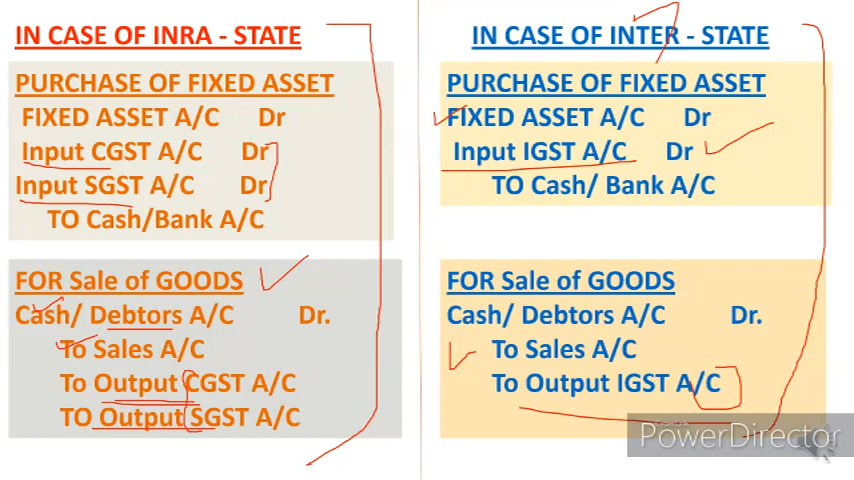 IN CASE OF INRA - STATE
PURCHASE OF FIXED ASSET
FIXED ASSET A/C Dr
Input CGST A/C Dr
Input SGST A/C Dr
TO Cash/Bank A/C
FOR Sale of GOODS
Cash/ Debtors A/C Dr.
To Sales A/C
To Output CGST A/C
TO Output SGST A/C
IN CASE OF INTER - STATE
PURCHASE OF FIXED ASSET
FIXED ASSET A/C Dr
Input IGST A/C Dr
TO Cash/ Bank A/C
FOR Sale of GOODS
Cash/ Debtors A/C Dr.
To Sales A/C
To Output IGST A/C
PowerDirector